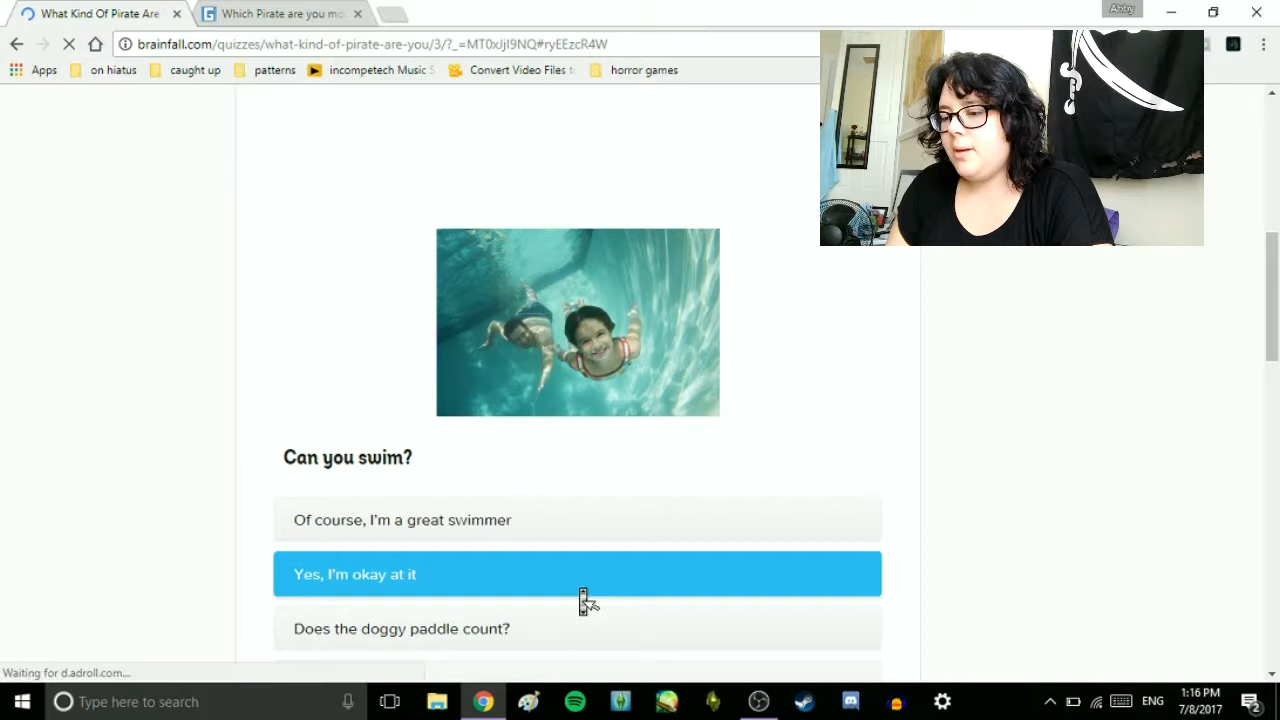 What Kind Of Pirate Are
Which Pirate are you mo
Abby
brainfall.com/quizzes/what-kind-of-pirate-are-you/3/?_=MT0xJjI9NQ#ryEEzcR4W
Apps
on hiatus
caught up
patterns
incompetech Music S
Convert Video Files t
horror games
Can you swim?
Of course, I'm a great swimmer
Yes, I'm okay at it
Does the doggy paddle count?
Waiting for d.adroll.com...
Type here to search
ENG
1:16 PM
7/8/2017
2